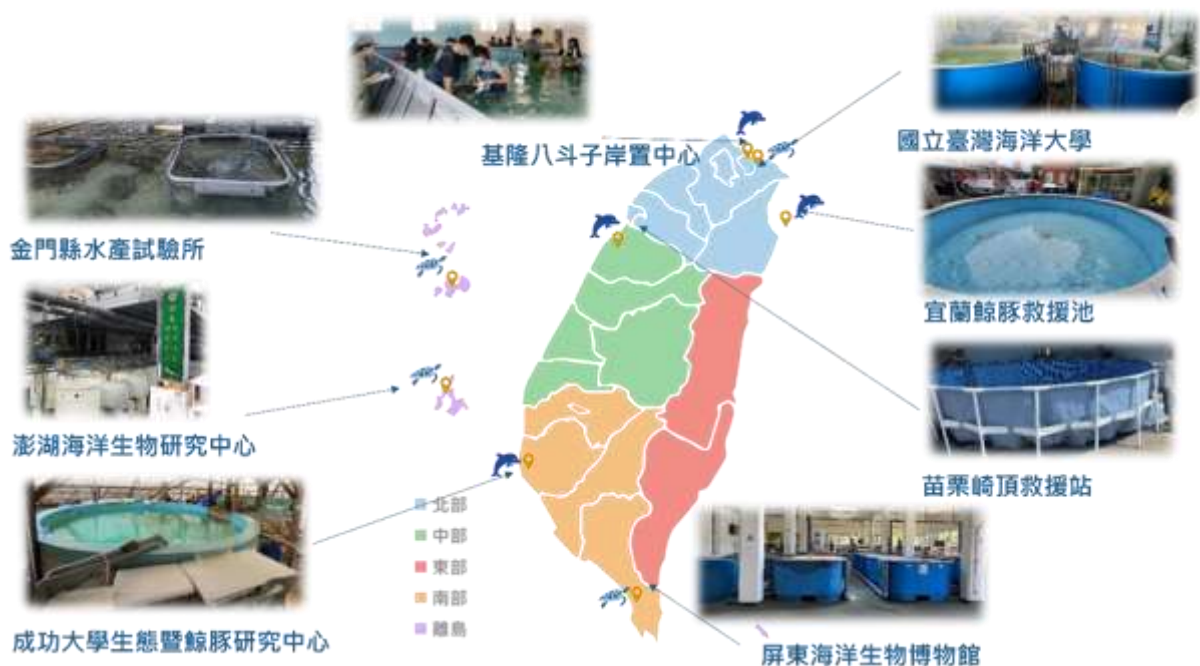 基隆八斗子岸置中心
國立臺灣海洋大學
金門縣水產試驗所
宜蘭鯨豚救援池
澎湖海洋生物研究中心
苗栗崎頂救援站
北部
中部
東部
南部
離島
成功大學生態暨鯨豚研究中心
屏東海洋生物博物館